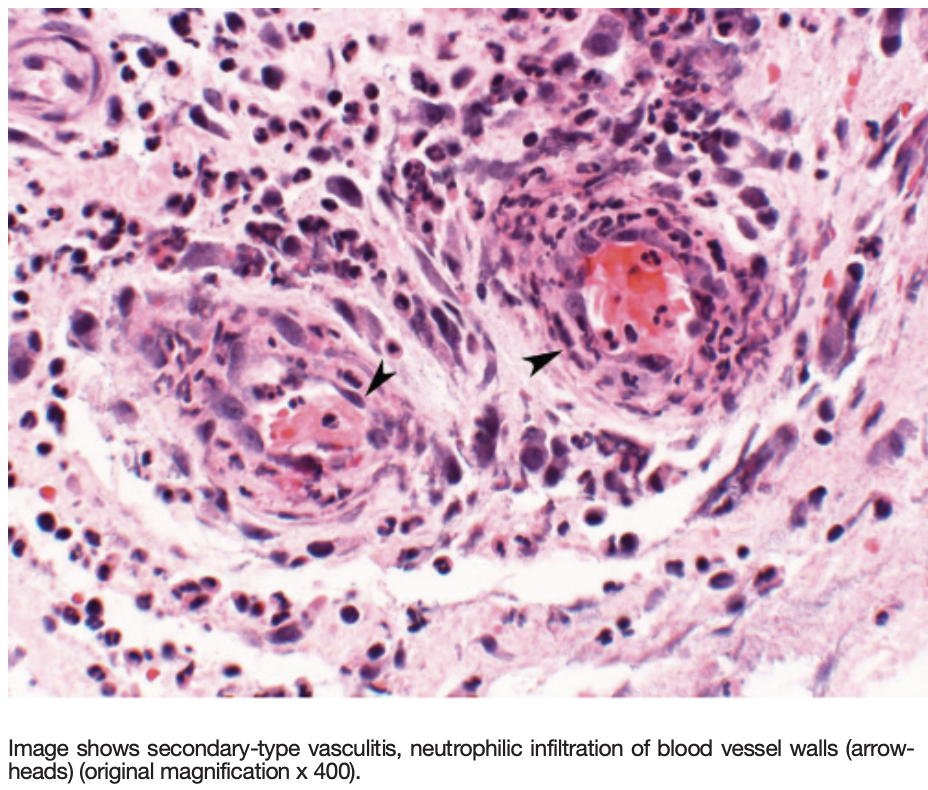 Image shows secondary-type vasculitis, neutrophilic infiltration of blood vessel walls (arrow-
heads) (original magnification x 400).